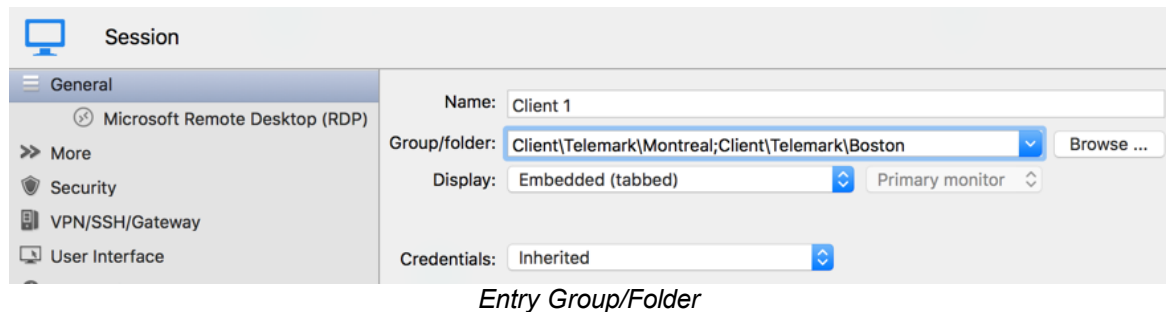 Session
General
Microsoft Remote Desktop (RDP)
More
Security
VPN/SSH/Gateway
User Interface
Name: Client 1
Group/folder: Client\Telemark\Montreal;Client\Telemark\Boston Browse ...
Display: Embedded (tabbed) Primary monitor
Credentials: Inherited
Entry Group/Folder